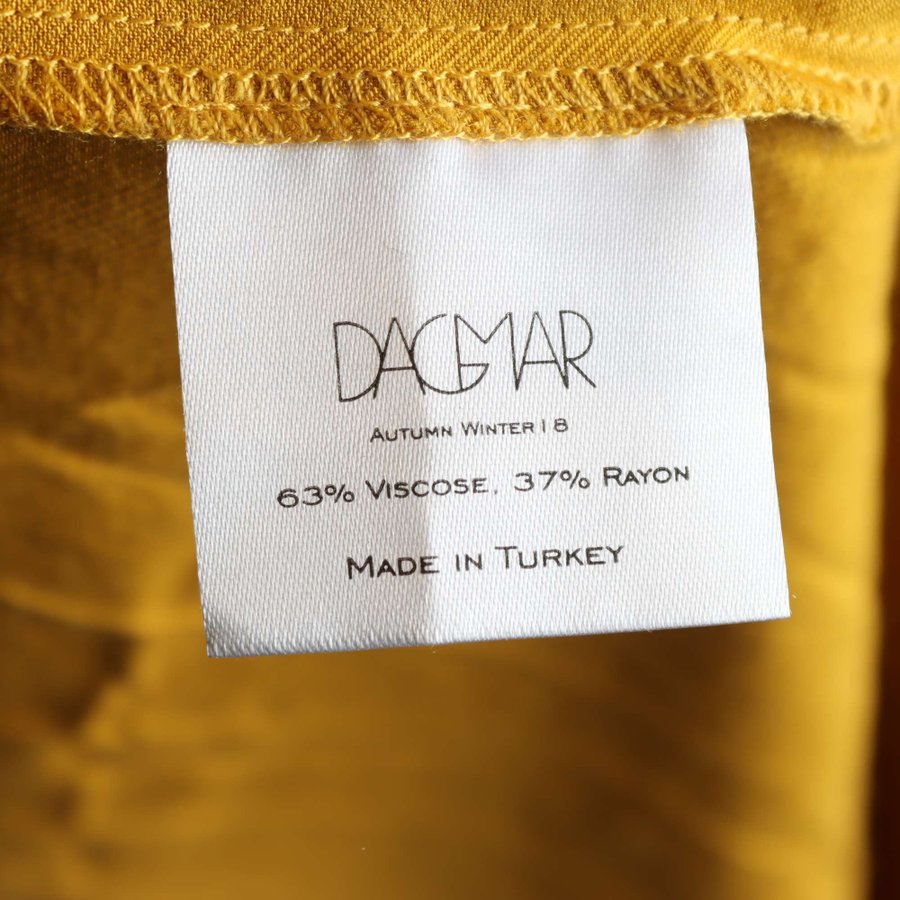 DAGMAR
AUTUMN WINTER 18
63% VISCOSE, 37% RAYON
MADE IN TURKEY